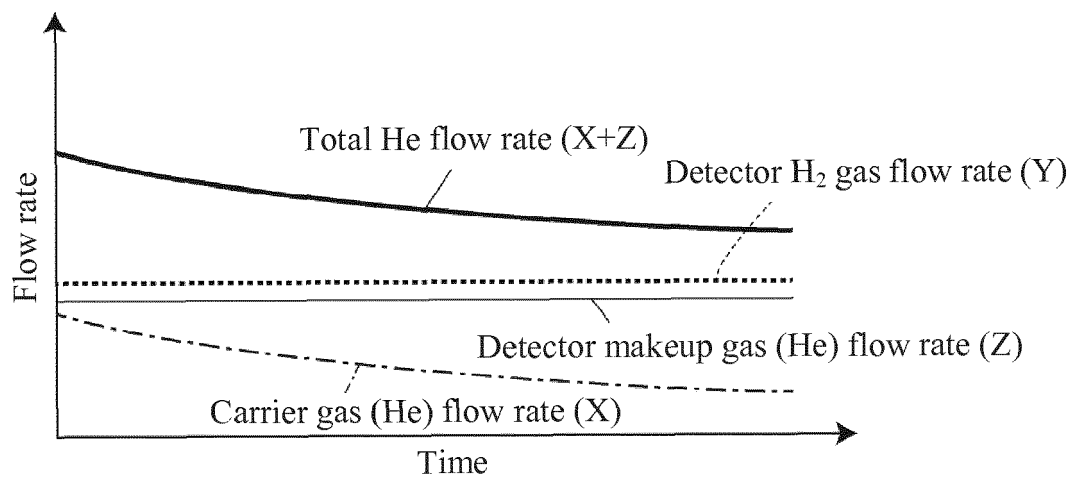 Total He flow rate (X+Z)
Detector H₂ gas flow rate (Y)
Flow rate
Detector makeup gas (He) flow rate (Z)
Carrier gas (He) flow rate (X)
Time